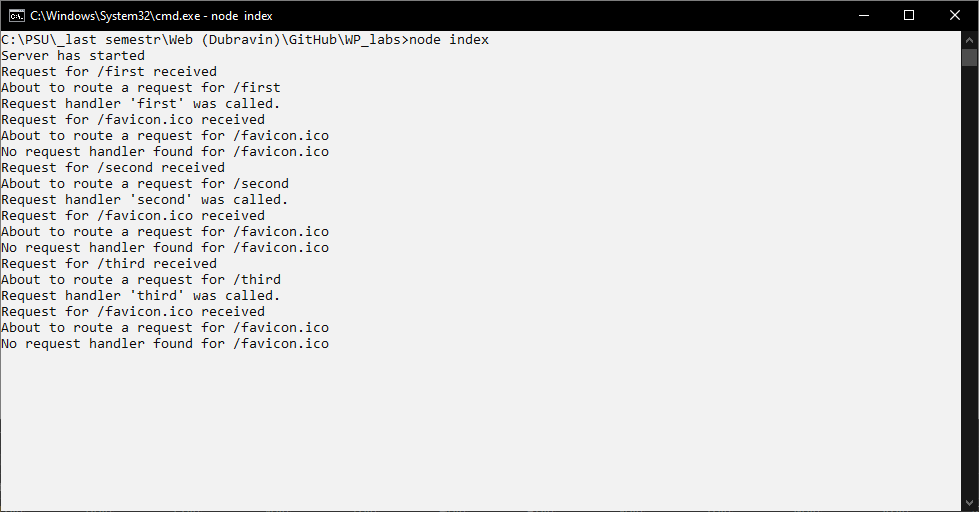 C:\Windows\System32\cmd.exe - node index
C:\PSU\_last semestr\Web (Dubravin)\GitHub\WP_labs>node index
Server has started
Request for /first received
About to route a request for /first
Request handler 'first' was called.
Request for /favicon.ico received
About to route a request for /favicon.ico
No request handler found for /favicon.ico
Request for /second received
About to route a request for /second
Request handler 'second' was called.
Request for /favicon.ico received
About to route a request for /favicon.ico
No request handler found for /favicon.ico
Request for /third received
About to route a request for /third
Request handler 'third' was called.
Request for /favicon.ico received
About to route a request for /favicon.ico
No request handler found for /favicon.ico